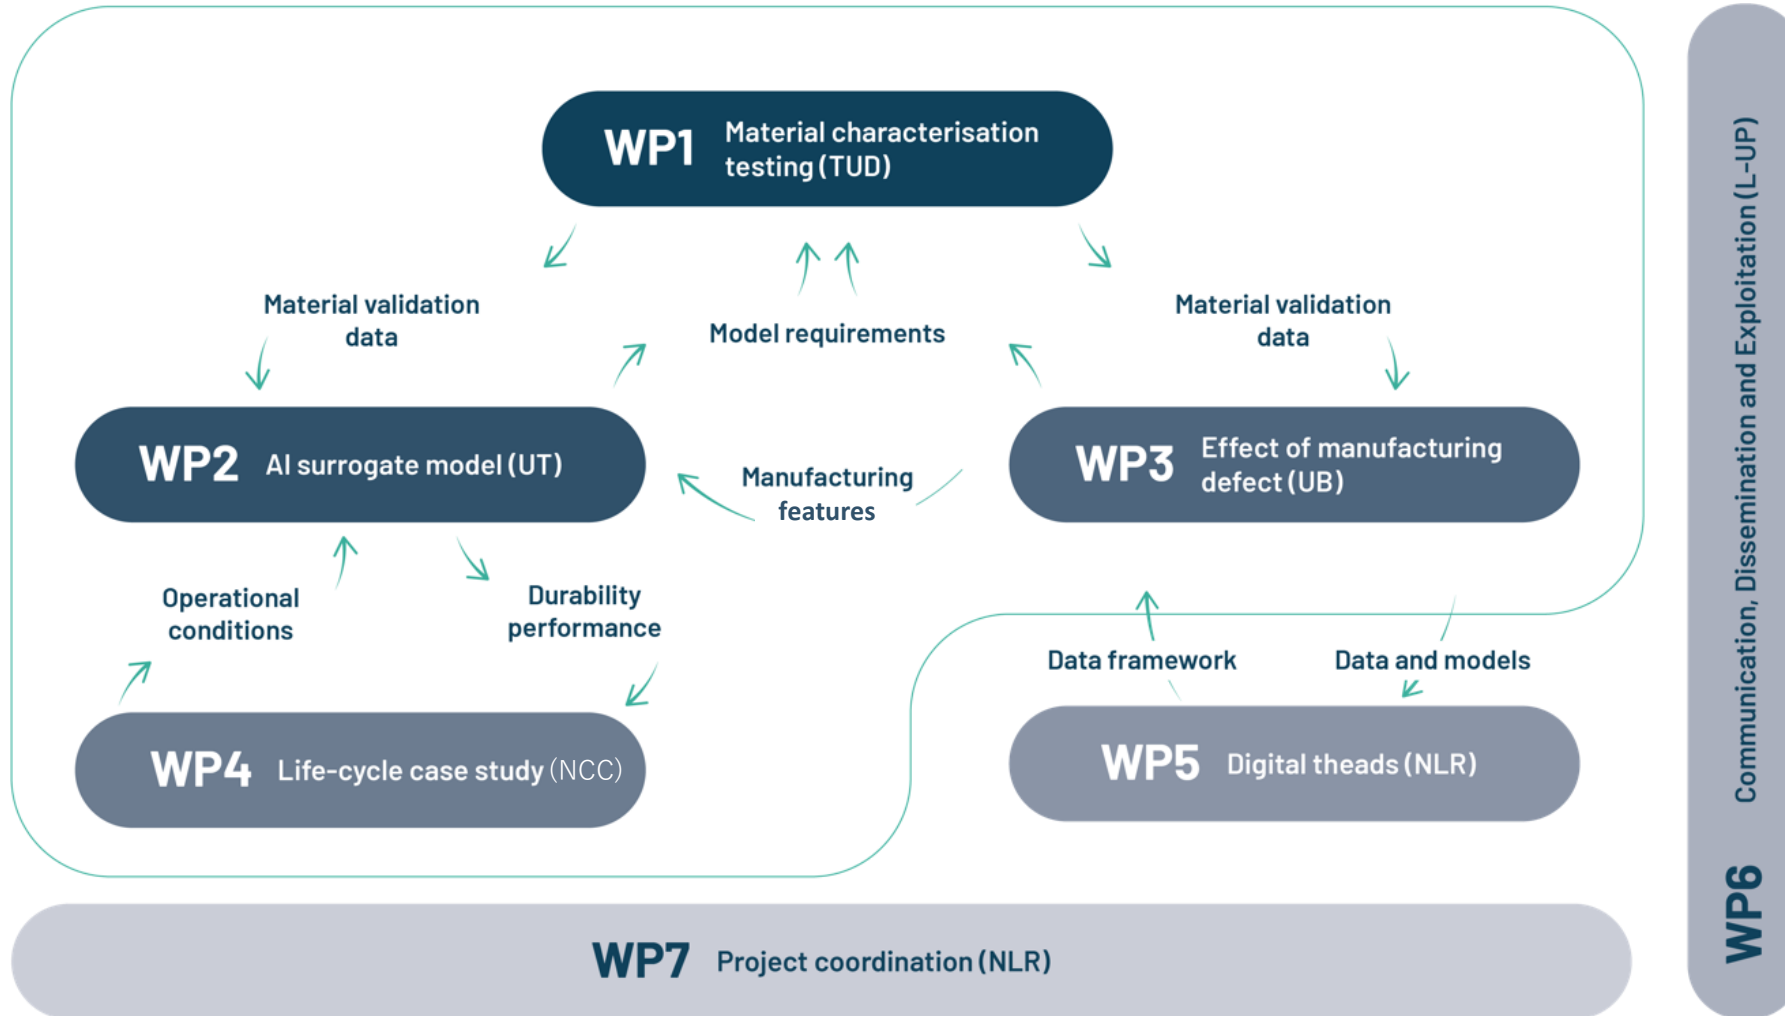 WP1 Material characterisation
testing (TUD)
Material validation
data
Model requirements
Material validation
data
WP2 AI surrogate model (UT)
Manufacturing
features
WP3 Effect of manufacturing
defect (UB)
Operational
conditions
Durability
performance
Data framework
Data and models
WP4 Life-cycle case study (NCC)
WP5 Digital theads (NLR)
WP7 Project coordination (NLR)
WP6 Communication, Dissemination and Exploitation (L-UP)